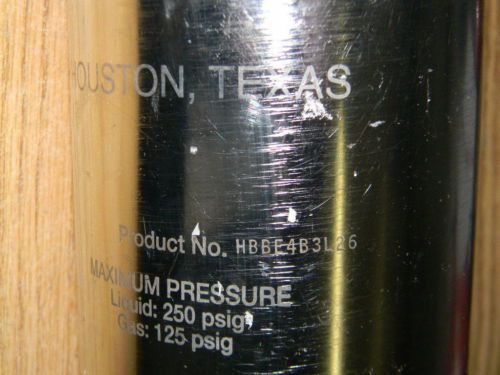 HOUSTON, TEXAS
Product No. HBBE4B3L26
MAXIMUM PRESSURE
Liquid: 250 psig
Gas: 125 psig